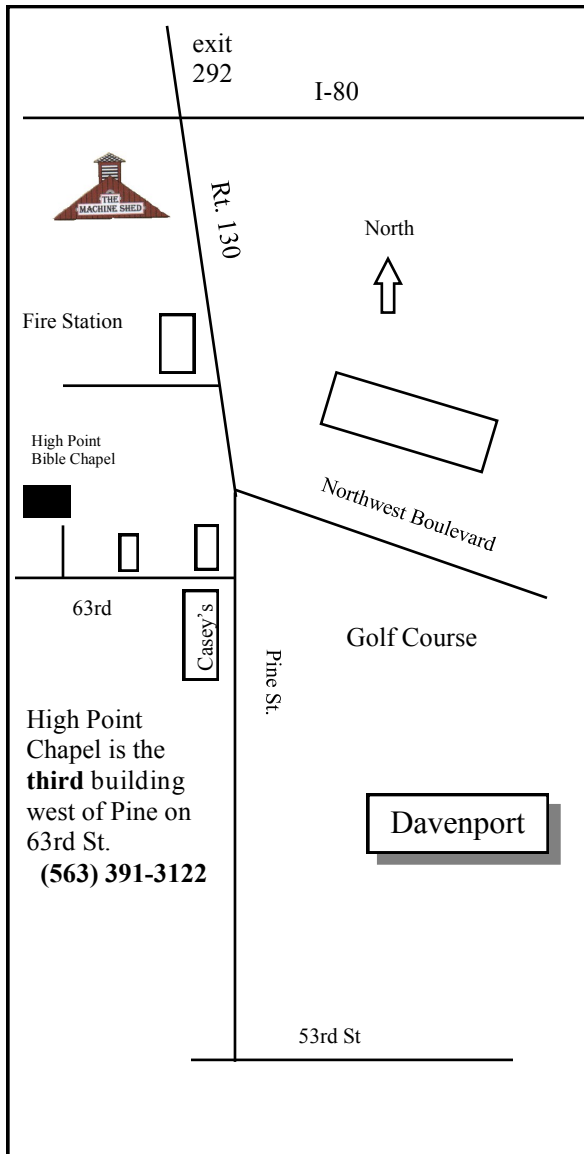 exit
292
I-80
THE
MACHINE SHED
Rt. 130
North
Fire Station
High Point
Bible Chapel
Northwest Boulevard
63rd
Casey's
Pine St.
Golf Course
High Point
Chapel is the
third building
west of Pine on
63rd St.
(563) 391-3122
Davenport
53rd St